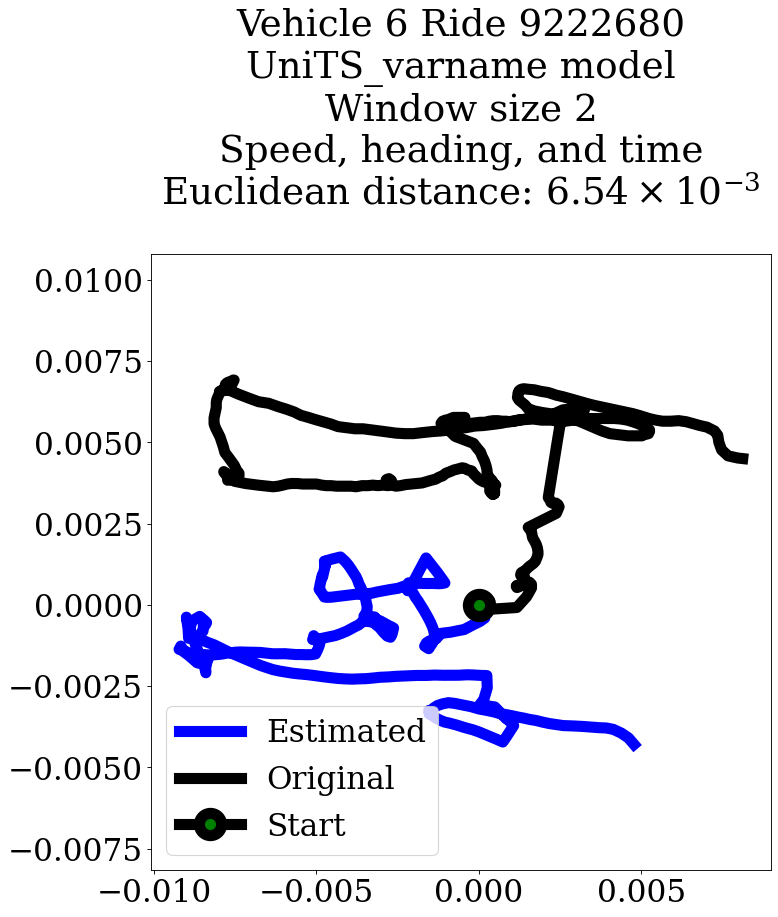 Vehicle 6 Ride 9222680
UniTS_varname model
Window size 2
Speed, heading, and time
Euclidean distance: 6.54 × 10⁻³
0.0100
0.0075
0.0050
0.0025
0.0000
−0.0025
−0.0050
−0.0075
Estimated
Original
Start
−0.010 −0.005 0.000 0.005